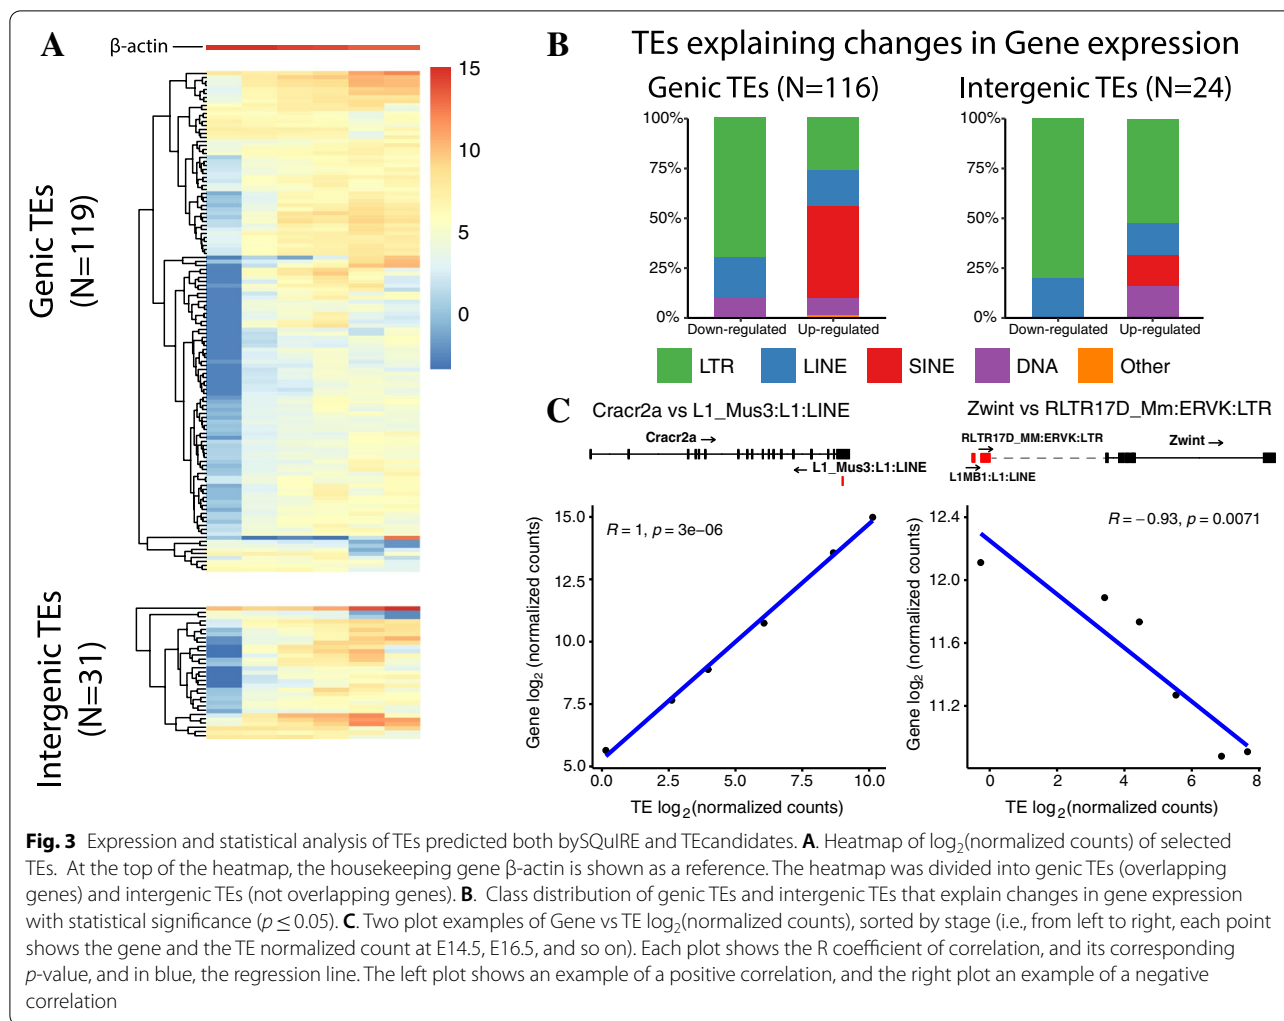 A
β-actin
15
10
5
0
Genic TEs
(N=119)
Intergenic TEs
(N=31)
B
TEs explaining changes in Gene expression
Genic TEs (N=116)
Intergenic TEs (N=24)
100%
75%
50%
25%
0%
Down-regulated
Up-regulated
100%
75%
50%
25%
0%
Down-regulated
Up-regulated
LTR
LINE
SINE
DNA
Other
C
Cracr2a vs L1_Mus3:L1:LINE
Cracr2a
L1_Mus3:L1:LINE
R = 1, p = 3e−06
15.0
12.5
10.0
7.5
5.0
Gene log2 (normalized counts)
0.0
2.5
5.0
7.5
10.0
TE log2(normalized counts)
Zwint vs RLTR17D_Mm:ERVK:LTR
RLTR17D_MM:ERVK:LTR
Zwint
L1MB1:L1:LINE
R = −0.93, p = 0.0071
12.4
12.0
11.6
11.2
Gene log2 (normalized counts)
0
2
4
6
8
TE log2(normalized counts)
Fig. 3 Expression and statistical analysis of TEs predicted both bySQuIRE and TEcandidates. A. Heatmap of log2(normalized counts) of selected
TEs. At the top of the heatmap, the housekeeping gene β-actin is shown as a reference. The heatmap was divided into genic TEs (overlapping
genes) and intergenic TEs (not overlapping genes). B. Class distribution of genic TEs and intergenic TEs that explain changes in gene expression
with statistical significance (p ≤ 0.05). C. Two plot examples of Gene vs TE log2(normalized counts), sorted by stage (i.e., from left to right, each point
shows the gene and the TE normalized count at E14.5, E16.5, and so on). Each plot shows the R coefficient of correlation, and its corresponding
p-value, and in blue, the regression line. The left plot shows an example of a positive correlation, and the right plot an example of a negative
correlation